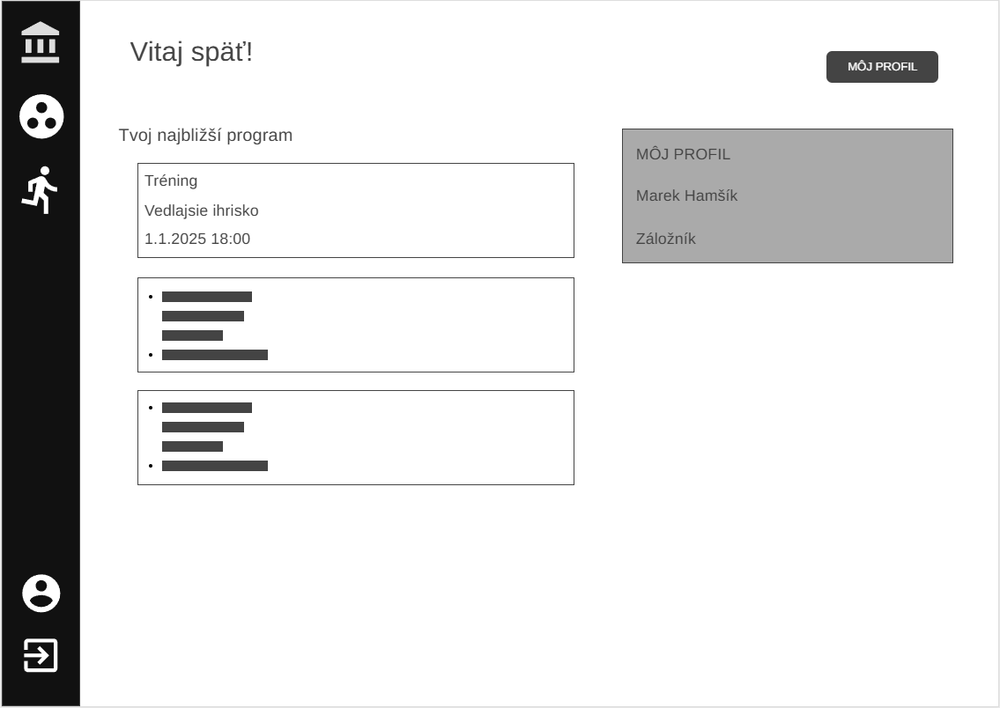 Vitaj späť!
MÔJ PROFIL
Tvoj najbližší program
Tréning
Vedlajsie ihrisko
1.1.2025 18:00
MÔJ PROFIL
Marek Hamšík
Záložník